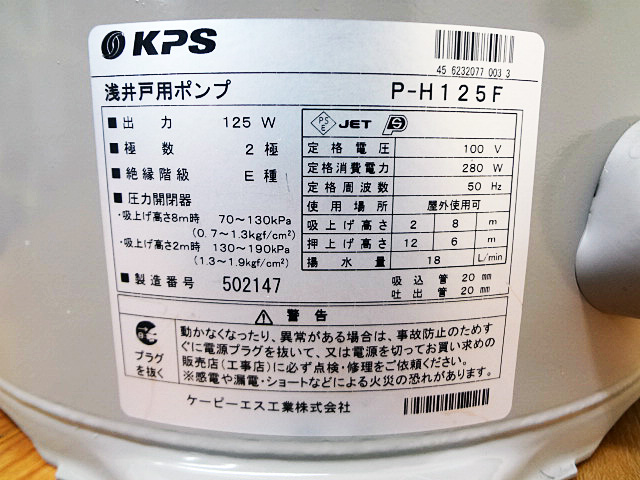 KPS
4562320770033
浅井戸用ポンプ P-H125F
■出力 125W
■極数 2極
■絶縁階級 E種
■圧力開閉器
・吸上げ高さ8m時 70～130kPa
(0.7～1.3kgf/cm²)
・吸上げ高さ2m時 130～190kPa
(1.3～1.9kgf/cm²)
■製造番号 502147
PSE JET
定格電圧 100 V
定格消費電力 280 W
定格周波数 50 Hz
使用場所 屋外使用可
吸上げ高さ 2 8 m
押上げ高さ 12 6 m
揚水量 18 L/min
吸込管 20 mm
吐出管 20 mm
⚠ 警告
プラグ
を抜く
動かなくなったり、異常がある場合は、事故防止のためす
ぐに電源プラグを抜いて、又は電源を切ってお買い求めの
販売店(工事店)に必ず点検・修理をご依頼ください。
※感電や漏電・ショートなどによる火災の恐れがあります。
ケーピーエス工業株式会社